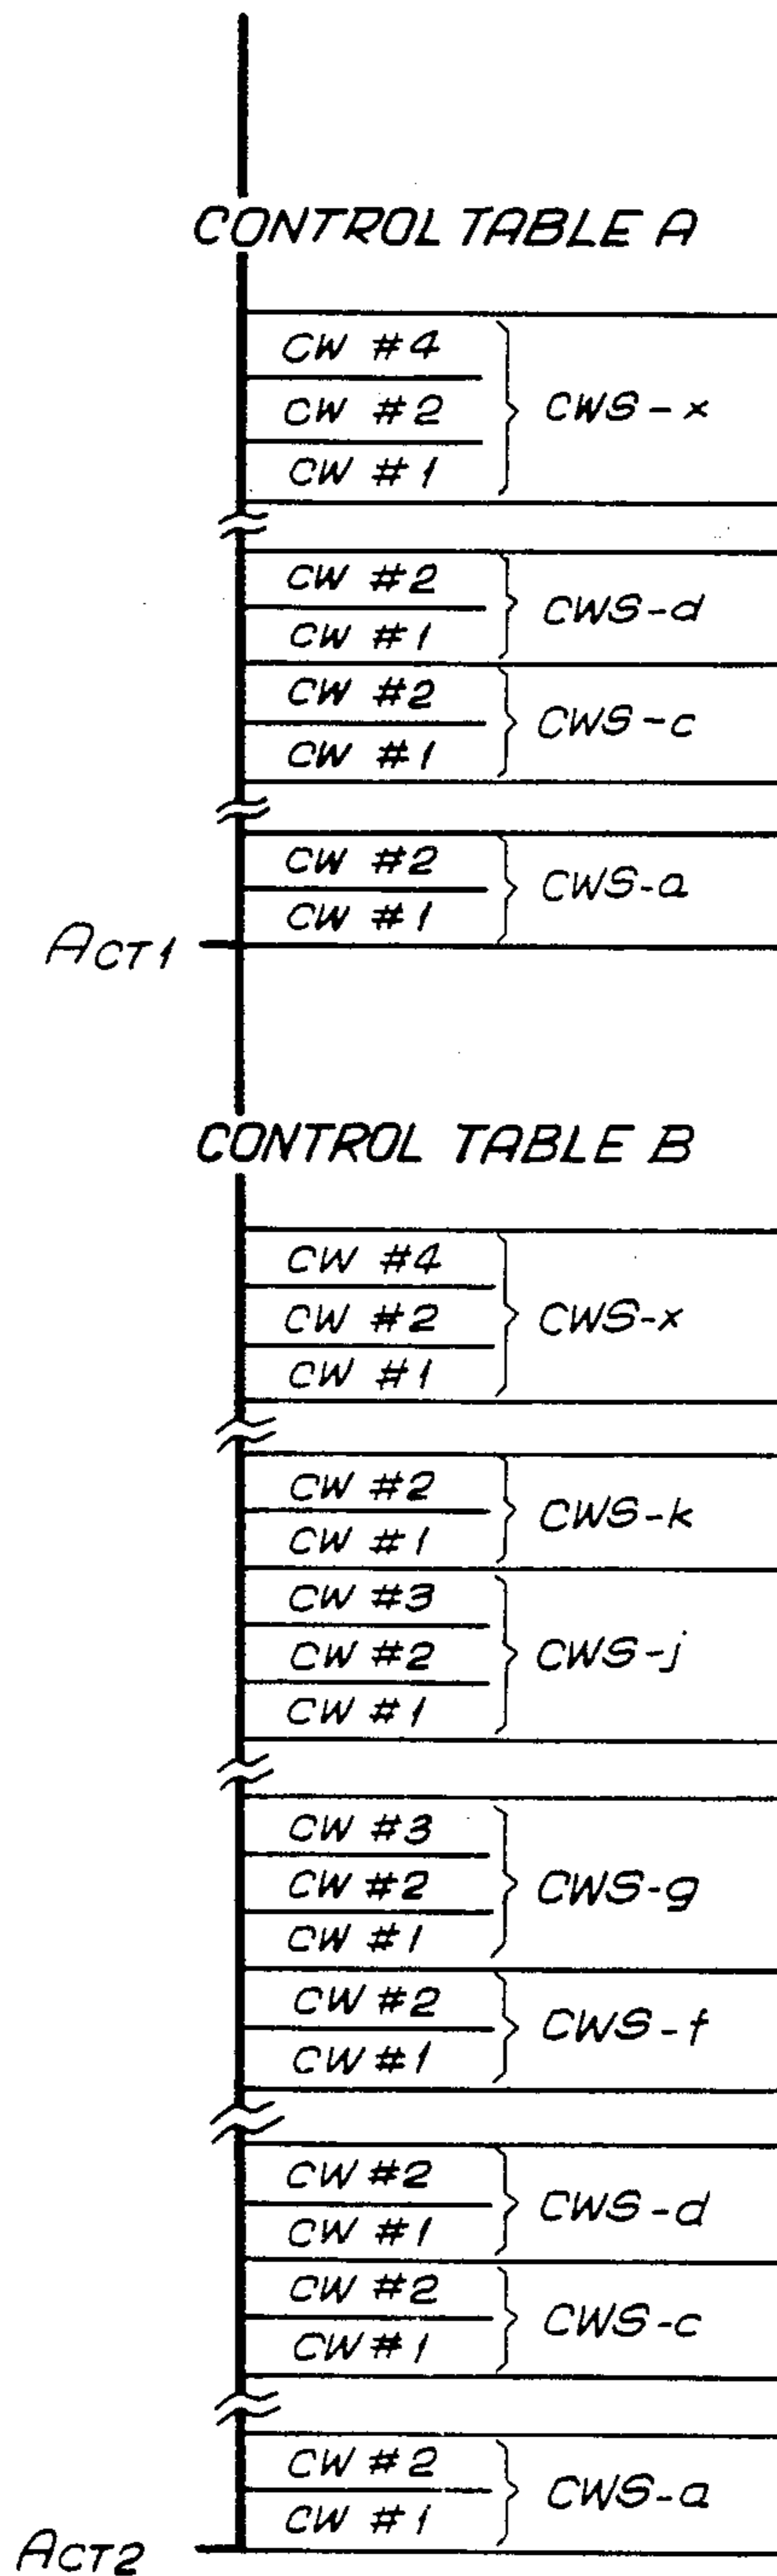 CONTROL TABLE A
CW #4
CW #2 CWS-x
CW #1
CW #2
CWS-d
CW #1
CW #2
CWS-c
CW #1
CW #2
CWS-a
CW #1
ACT1
CONTROL TABLE B
CW #4
CW #2 CWS-x
CW #1
CW #2
CWS-k
CW #1
CW #3
CW #2 CWS-j
CW #1
CW #3
CW #2 CWS-g
CW #1
CW #2
CWS-f
CW #1
CW #2
CWS-d
CW #1
CW #2
CWS-c
CW #1
CW #2
CWS-a
CW #1
ACT2